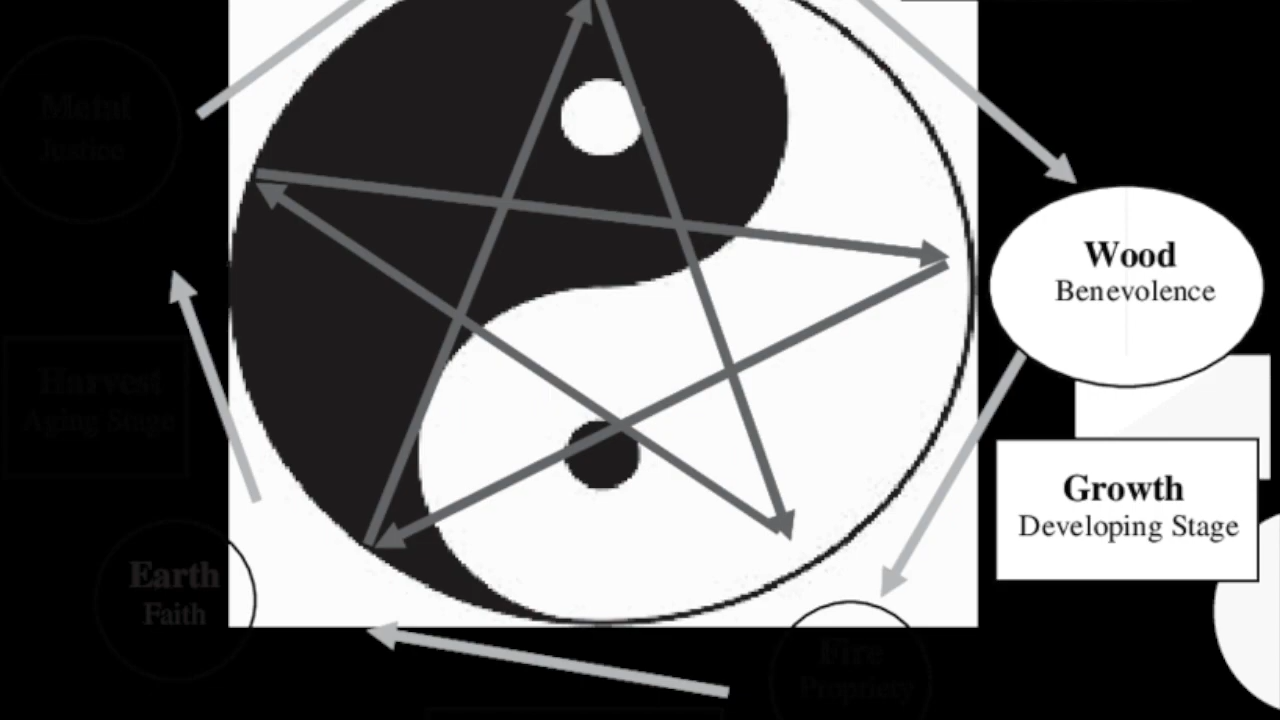 Metal
Justice
Wood
Benevolence
Harvest
Aging Stage
Growth
Developing Stage
Earth
Faith
Fire
Propriety